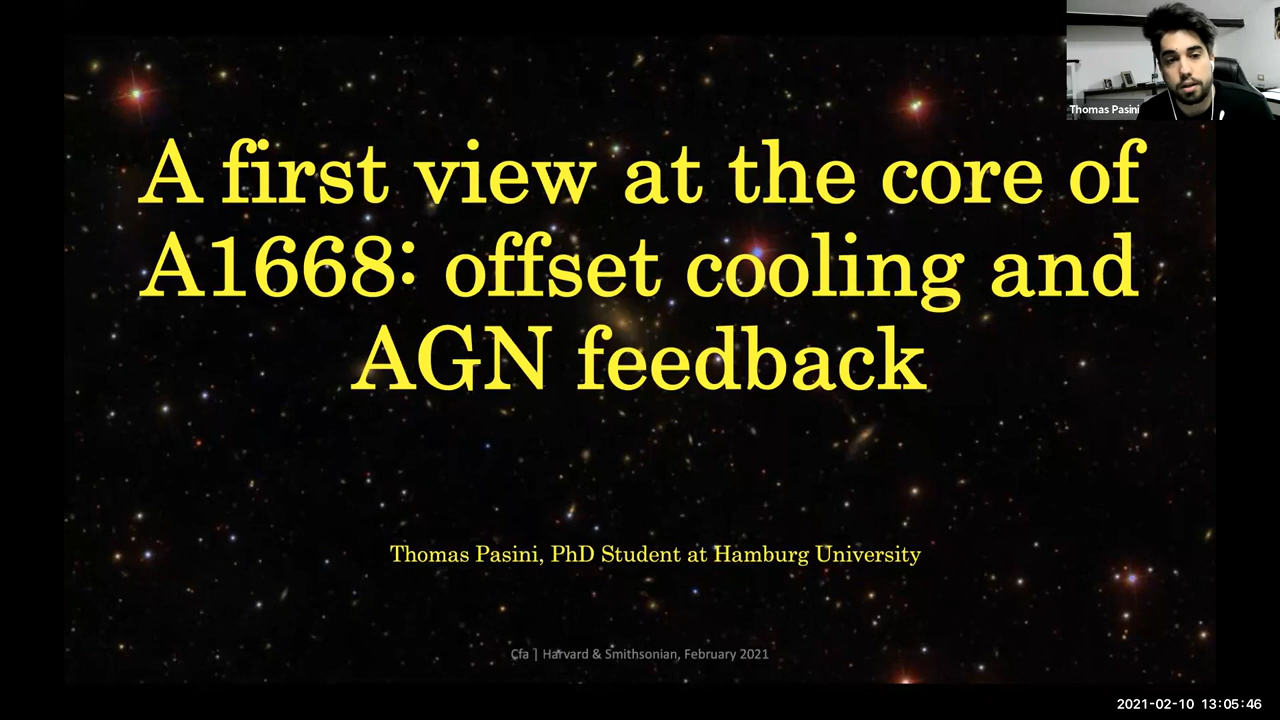 Thomas Pasini
A first view at the core of
A1668: offset cooling and
AGN feedback
Thomas Pasini, PhD Student at Hamburg University
Cfa | Harvard & Smithsonian, February 2021
2021-02-10 13:05:46